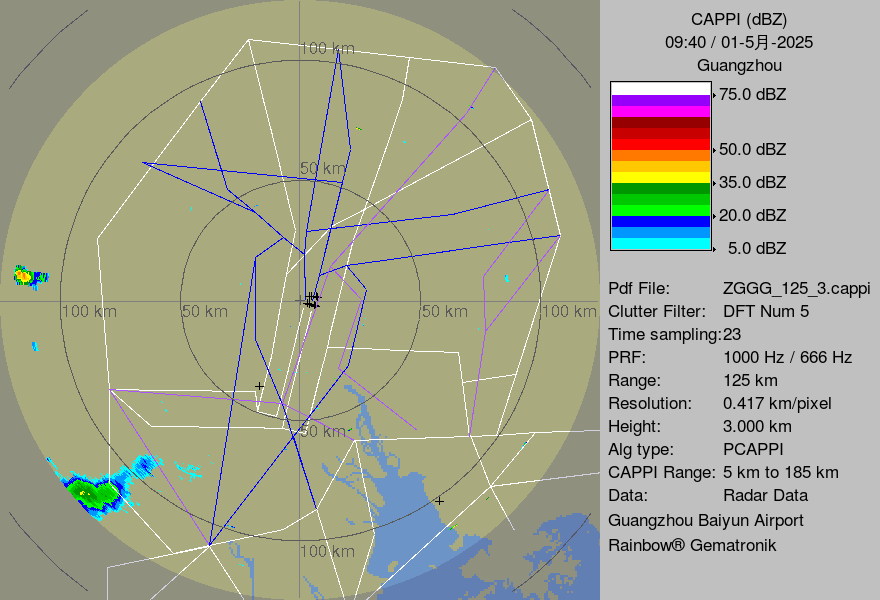 CAPPI (dBZ)
09:40 / 01-5月-2025
Guangzhou
75.0 dBZ
50.0 dBZ
35.0 dBZ
20.0 dBZ
5.0 dBZ
Pdf File: ZGGG_125_3.cappi
Clutter Filter: DFT Num 5
Time sampling:23
PRF: 1000 Hz / 666 Hz
Range: 125 km
Resolution: 0.417 km/pixel
Height: 3.000 km
Alg type: PCAPPI
CAPPI Range: 5 km to 185 km
Data: Radar Data
Guangzhou Baiyun Airport
Rainbow® Gematronik
100 km
50 km
100 km
50 km
50 km
100 km
50 km
100 km